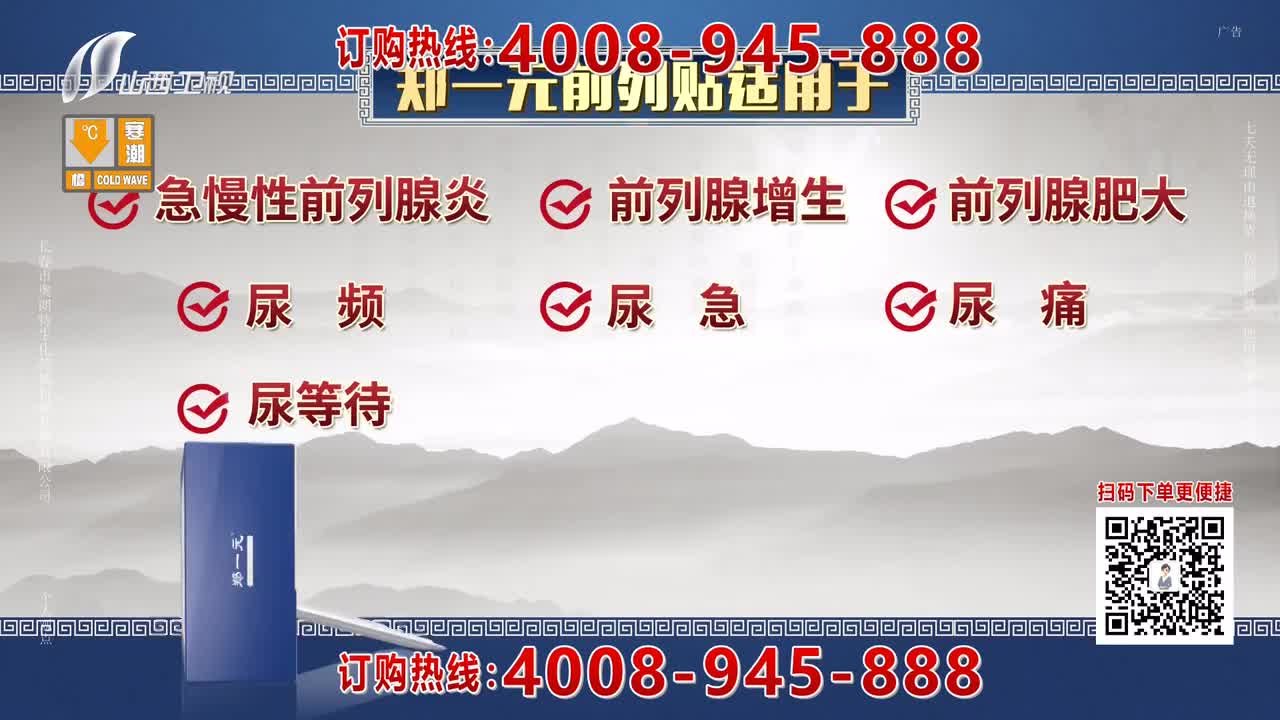 订购热线:4008-945-888
广告
山西卫视
郑一元前列贴适用于
℃
寒潮
橙
COLD WAVE
急慢性前列腺炎
前列腺增生
前列腺肥大
尿 频
尿 急
尿 痛
尿等待
郑一元
扫码下单更便捷
订购热线:4008-945-888